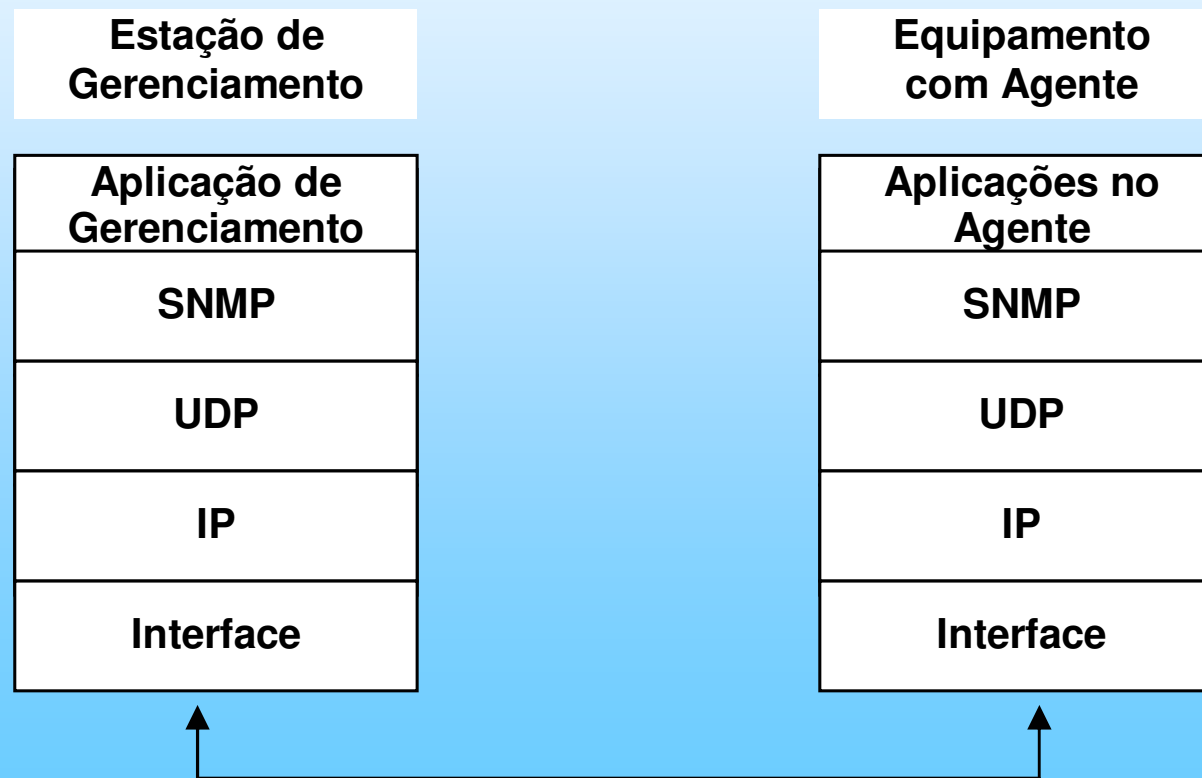 Estação de
Gerenciamento
Equipamento
com Agente
Aplicação de
Gerenciamento
SNMP
UDP
IP
Interface
Aplicações no
Agente
SNMP
UDP
IP
Interface